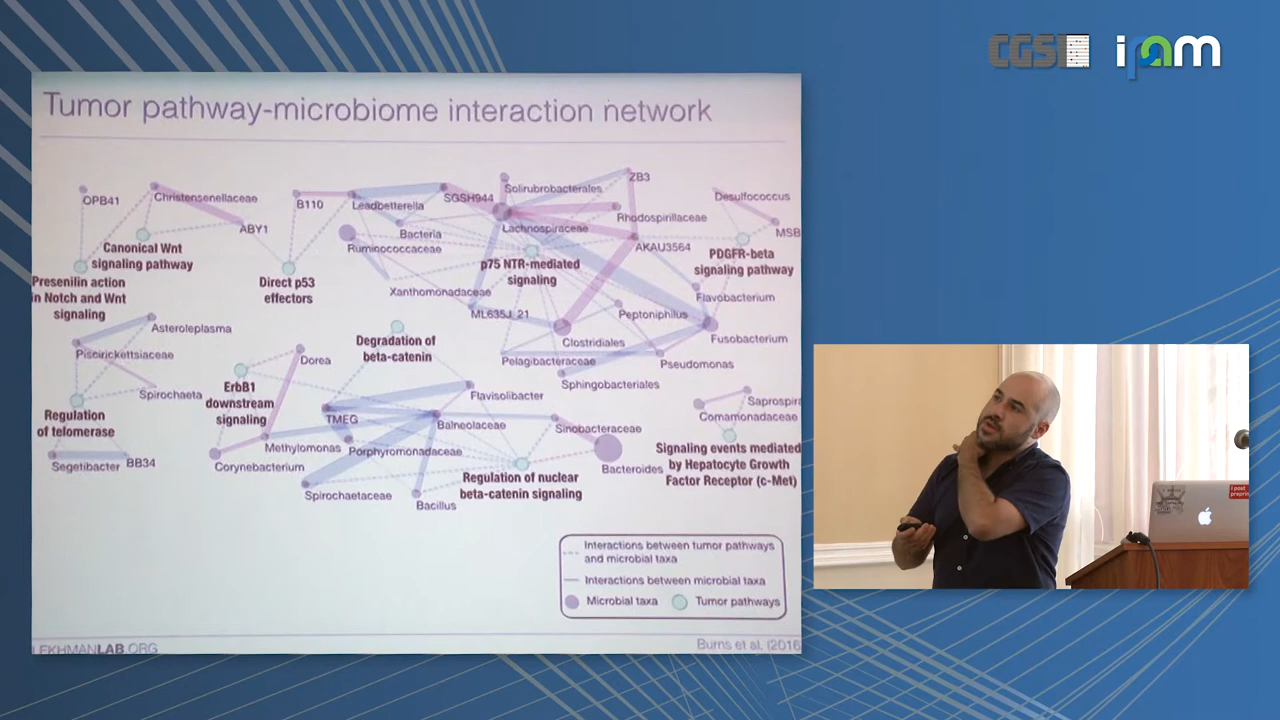 CGSI
ipam
Tumor pathway-microbiome interaction network
OPB41
Christensenellaceae
ABY1
Canonical Wnt
signaling pathway
Presenilin action
in Notch and Wnt
signaling
B110
Leadbetterella
SGSH944
Bacteria
Ruminococcaceae
Direct p53
effectors
Xanthomonadaceae
Solirubrobacterales
ZB3
Rhodospirillaceae
Lachnospiraceae
AKAU3564
p75 NTR-mediated
signaling
ML635J_21
Peptoniphilus
Clostridiales
Pelagibacteraceae
Sphingobacteriales
Pseudomonas
Fusobacterium
Flavobacterium
Desulfococcus
MSB
PDGFR-beta
signaling pathway
Asteroleplasma
Piscirickettsiaceae
Spirochaeta
Regulation
of telomerase
Segetibacter
BB34
Dorea
ErbB1
downstream
signaling
Methylomonas
Corynebacterium
Degradation of
beta-catenin
Flavisolibacter
TMEG
Balneolaceae
Porphyromonadaceae
Spirochaetaceae
Bacillus
Sinobacteraceae
Bacteroides
Regulation of nuclear
beta-catenin signaling
Saprospira
Comamonadaceae
Signaling events mediated
by Hepatocyte Growth
Factor Receptor (c-Met)
Interactions between tumor pathways
and microbial taxa
Interactions between microbial taxa
Microbial taxa
Tumor pathways
LEKHMANLAB.ORG
Burns et al. (2016
i post
preprin